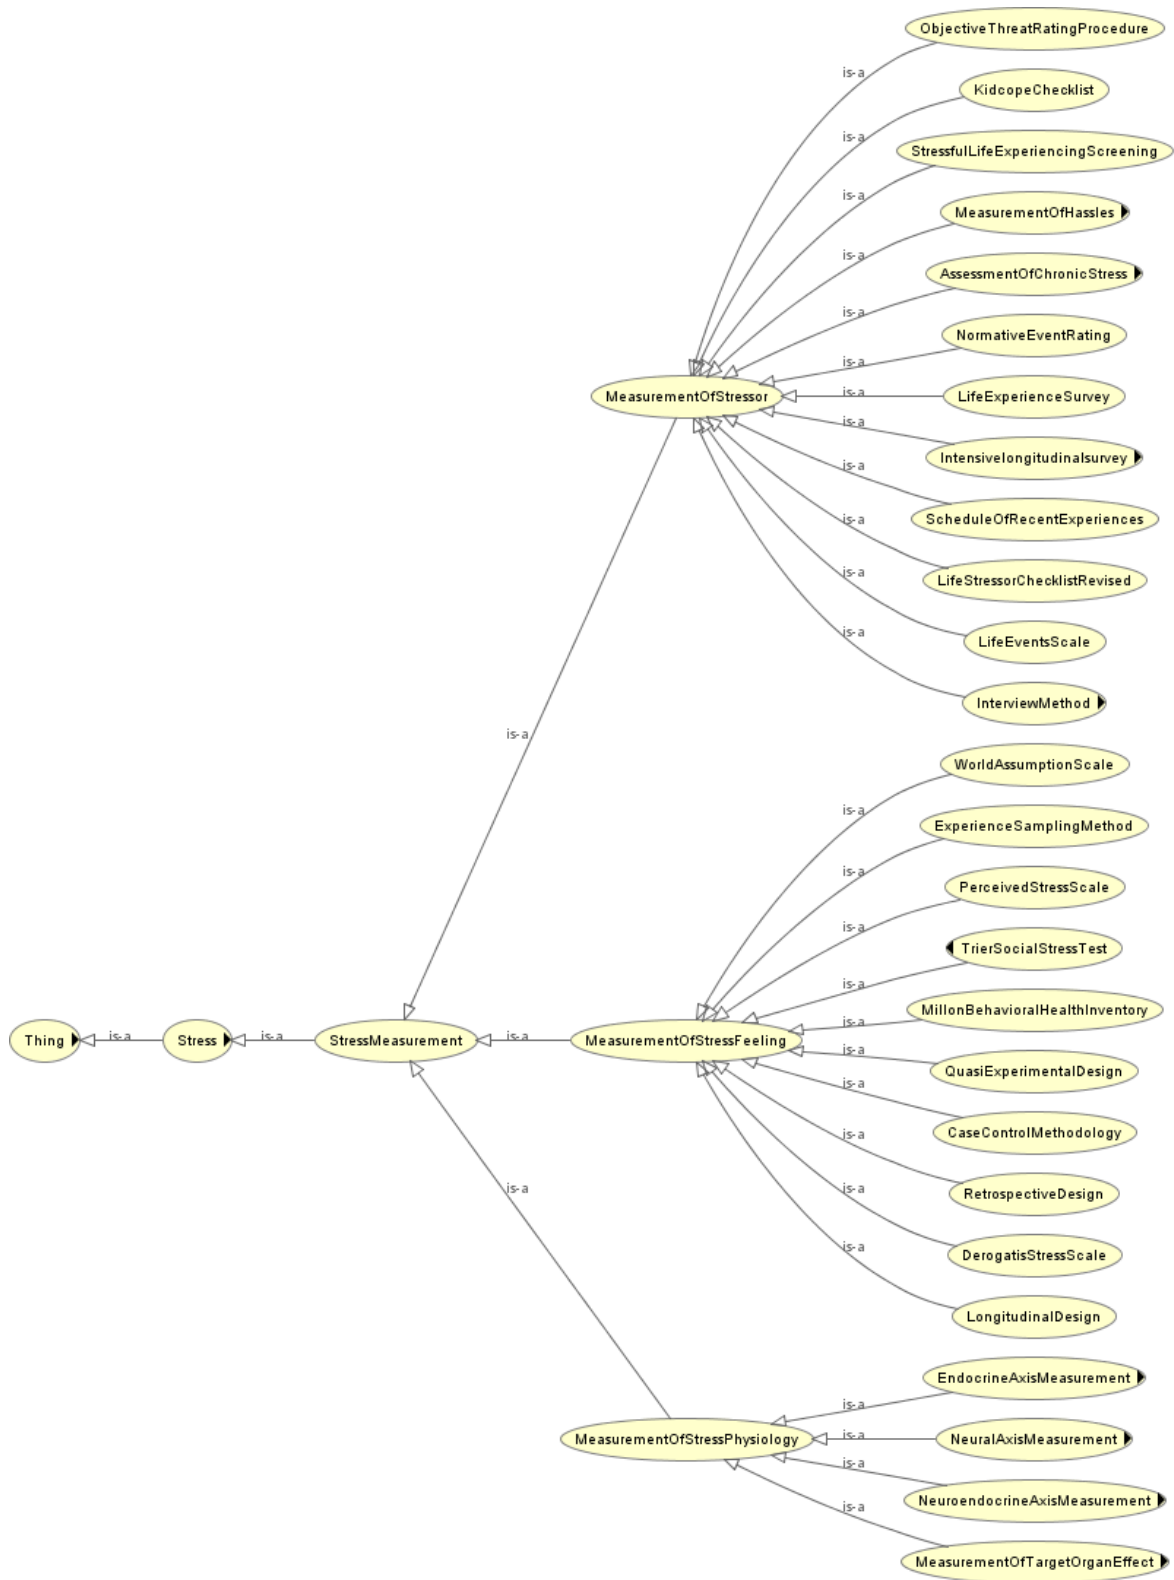 ObjectiveThreatRatingProcedure
is-a
KidcopeChecklist
is-a
StressfulLifeExperiencingScreening
is-a
MeasurementOfHassles
is-a
AssessmentOfChronicStress
is-a
NormativeEventRating
is-a
MeasurementOfStressor
is-a
LifeExperienceSurvey
is-a
Intensivelongitudinalsurvey
is-a
ScheduleOfRecentExperiences
is-a
LifeStressorChecklistRevised
is-a
LifeEventsScale
is-a
InterviewMethod
is-a
WorldAssumptionScale
is-a
ExperienceSamplingMethod
is-a
PerceivedStressScale
is-a
TrierSocialStressTest
is-a
MillonBehavioralHealthInventory
is-a
Thing
is-a
Stress
is-a
StressMeasurement
is-a
MeasurementOfStressFeeling
is-a
QuasiExperimentalDesign
is-a
CaseControlMethodology
is-a
RetrospectiveDesign
is-a
is-a
DerogatisStressScale
is-a
LongitudinalDesign
EndocrineAxisMeasurement
is-a
MeasurementOfStressPhysiology
is-a
NeuralAxisMeasurement
is-a
NeuroendocrineAxisMeasurement
is-a
MeasurementOfTargetOrganEffect